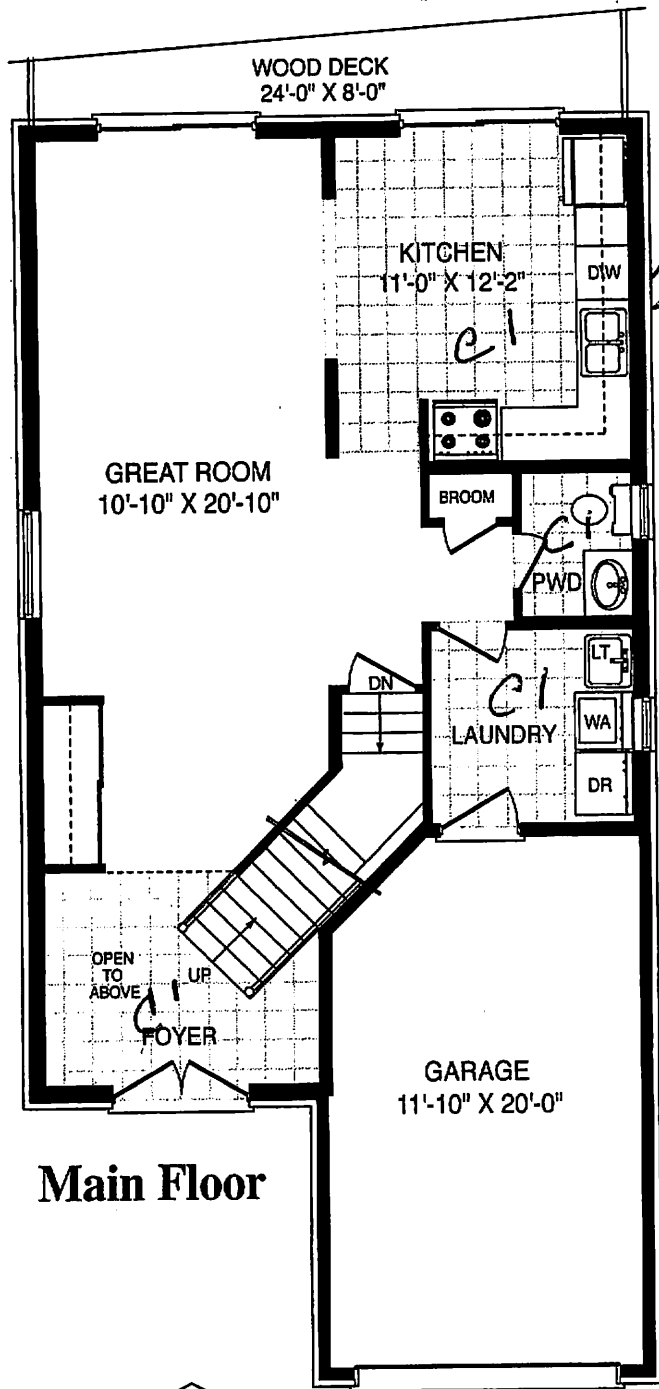 WOOD DECK
24'-0" X 8'-0"
KITCHEN
11'-0" X 12'-2"
D\W
C 1
GREAT ROOM
10'-10" X 20'-10"
BROOM
C1
PWD
DN
LT
C1
LAUNDRY
WA
DR
OPEN
TO
ABOVE
UP
C1
FOYER
GARAGE
11'-10" X 20'-0"
Main Floor